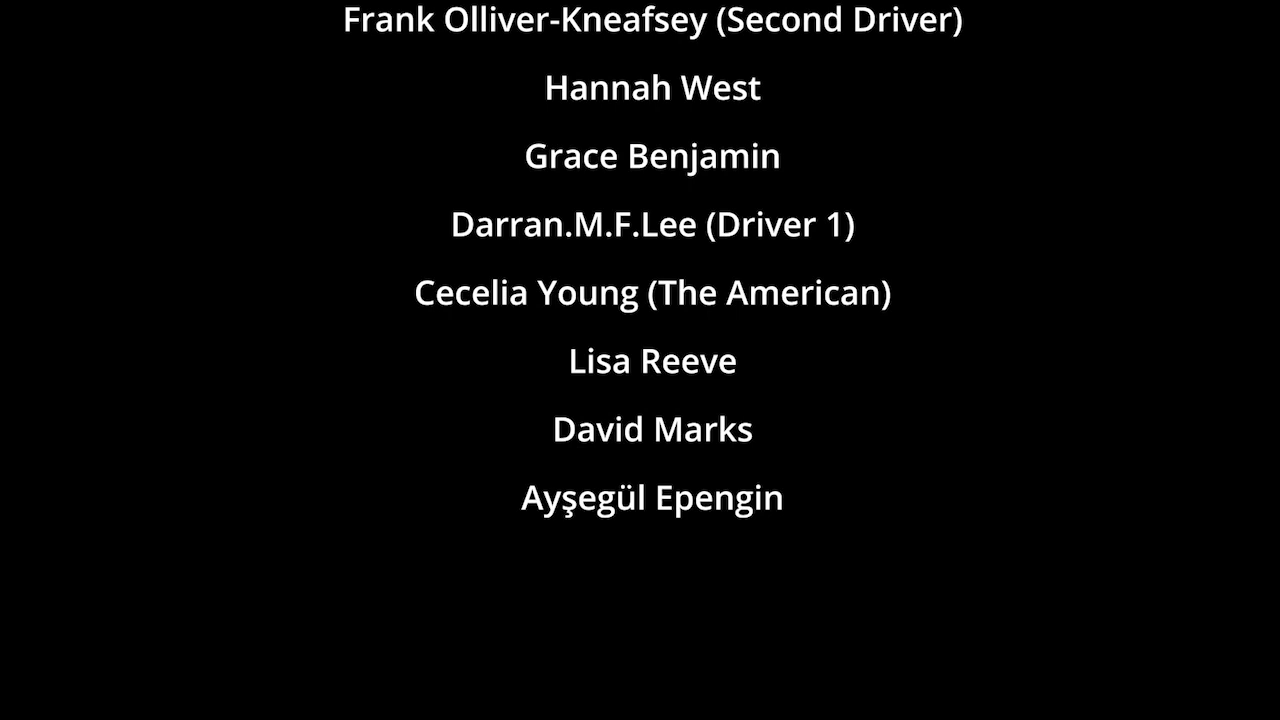 Frank Olliver-Kneafsey (Second Driver)
Hannah West
Grace Benjamin
Darran.M.F.Lee (Driver 1)
Cecelia Young (The American)
Lisa Reeve
David Marks
Ayşegül Epengin